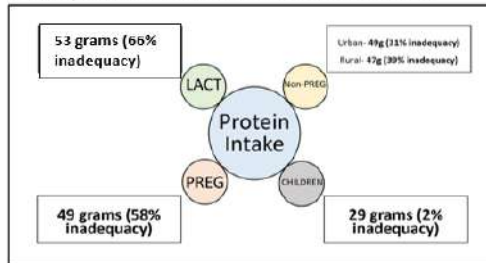 53 grams (66%
inadequacy)
Urban- 49g (31% inadequacy)
Rural- 47g (39% inadequacy)
LACT
Non-PREG
Protein
Intake
PREG
CHILDREN
49 grams (58%
inadequacy)
29 grams (2%
inadequacy)